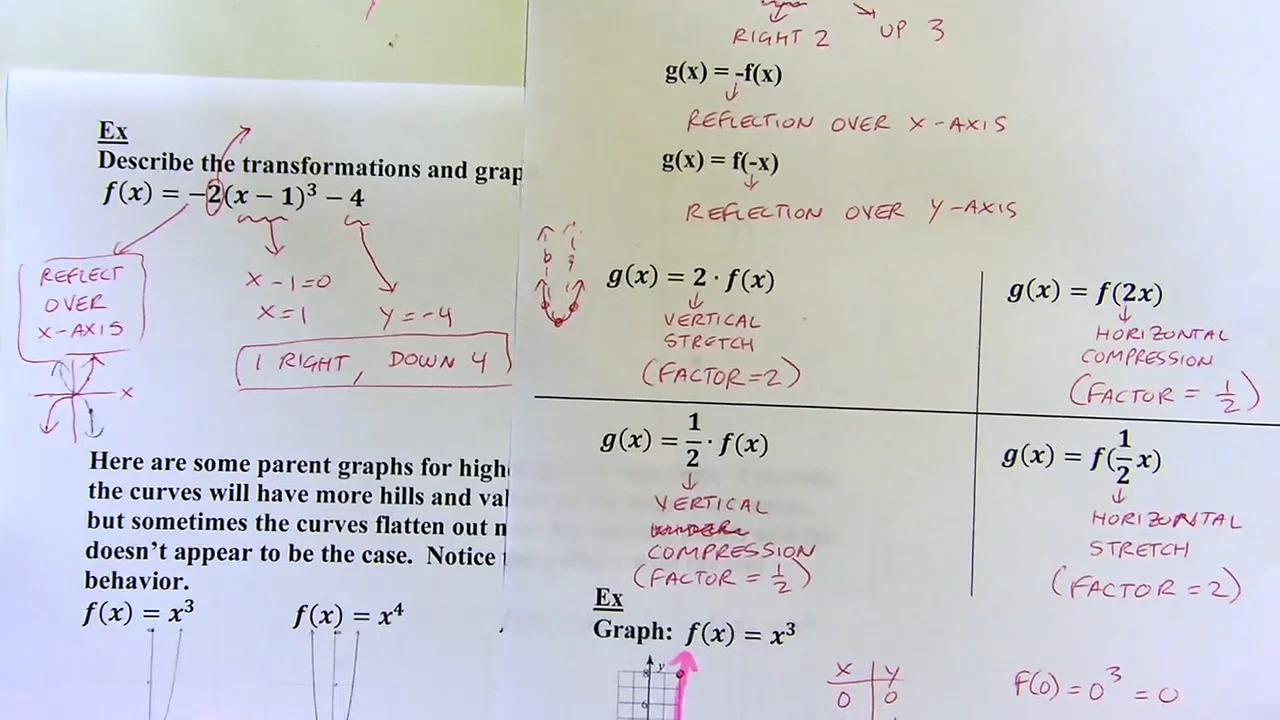 Ex
Describe the transformations and grap
f(x) = −2(x − 1)³ − 4
REFLECT
OVER
X-AXIS
x − 1 = 0
x = 1
y = −4
1 RIGHT, DOWN 4
x
Here are some parent graphs for high
the curves will have more hills and val
but sometimes the curves flatten out
doesn't appear to be the case. Notice
behavior.
f(x) = x³
f(x) = x⁴
RIGHT 2
UP 3
g(x) = -f(x)
REFLECTION OVER X-AXIS
g(x) = f(-x)
REFLECTION OVER Y-AXIS
g(x) = 2 · f(x)
VERTICAL
STRETCH
(FACTOR = 2)
g(x) = f(2x)
HORIZONTAL
COMPRESSION
(FACTOR = 1/2)
g(x) = 1/2 · f(x)
VERTICAL
COMPRESSION
(FACTOR = 1/2)
g(x) = f(1/2 x)
HORIZONTAL
STRETCH
(FACTOR = 2)
Ex
Graph: f(x) = x³
y
8
6
X Y
0 0
F(0) = 0³ = 0